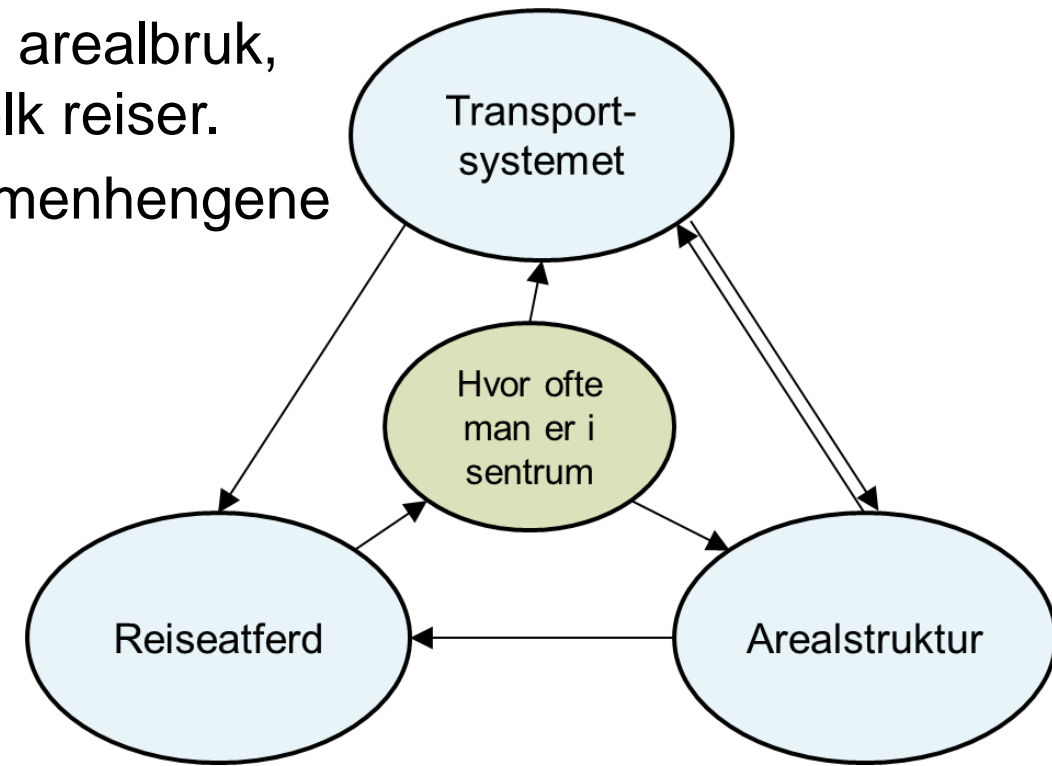 arealbruk,
lk reiser.
menhengene
Transport-
systemet
Hvor ofte
man er i
sentrum
Reiseatferd
Arealstruktur